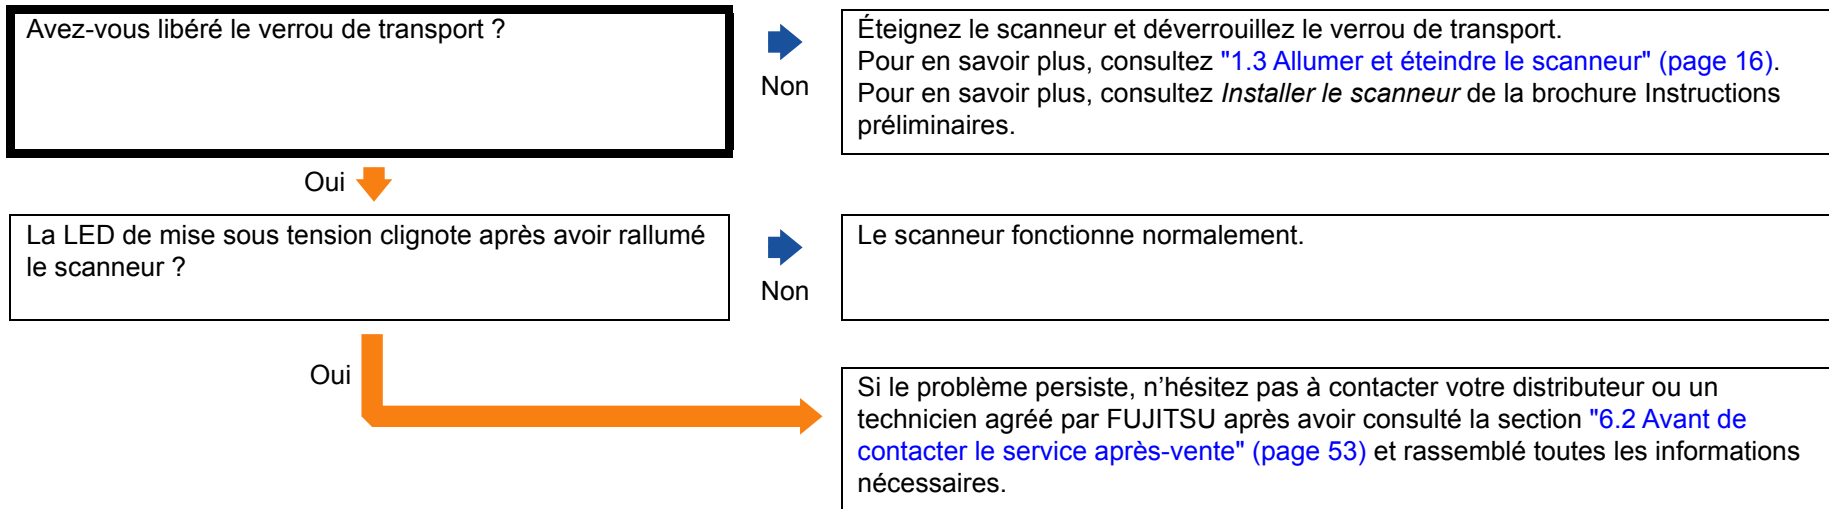 Avez-vous libéré le verrou de transport ?
Non
Éteignez le scanneur et déverrouillez le verrou de transport.
Pour en savoir plus, consultez "1.3 Allumer et éteindre le scanneur" (page 16).
Pour en savoir plus, consultez Installer le scanneur de la brochure Instructions
préliminaires.
Oui
La LED de mise sous tension clignote après avoir rallumé
le scanneur ?
Non
Le scanneur fonctionne normalement.
Oui
Si le problème persiste, n’hésitez pas à contacter votre distributeur ou un
technicien agréé par FUJITSU après avoir consulté la section "6.2 Avant de
contacter le service après-vente" (page 53) et rassemblé toutes les informations
nécessaires.